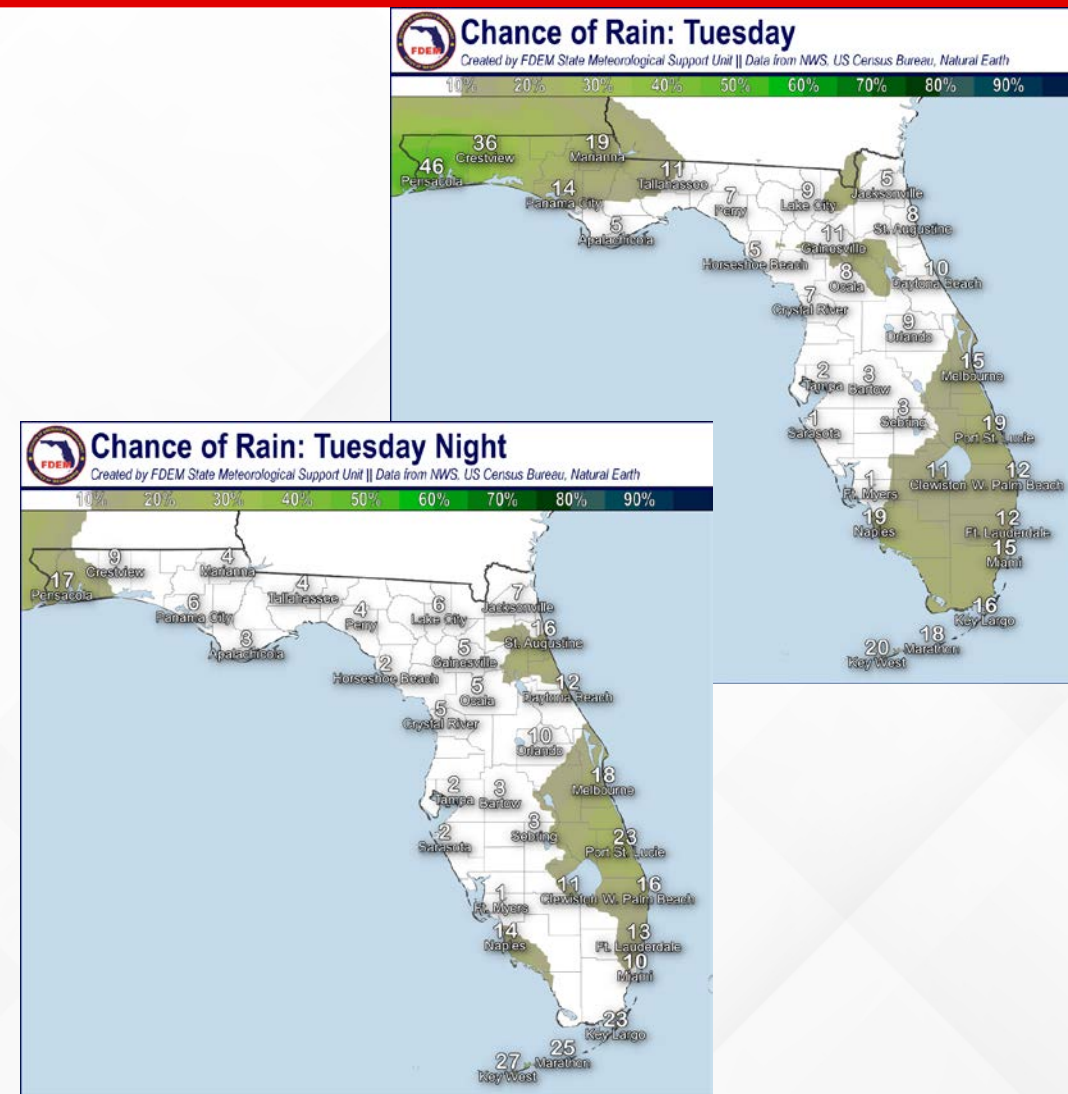 Chance of Rain: Tuesday
FDEM
Created by FDEM State Meteorological Support Unit || Data from NWS, US Census Bureau, Natural Earth
10% 20% 30% 40% 50% 60% 70% 80% 90%
36
Crestview
19
Marianna
46
Pensacola
11
Tallahassee
14
Panama City
7
Perry
9
Lake City
5
Jacksonville
5
Apalachicola
11
Gainesville
8
St. Augustine
5
Horseshoe Beach
8
Ocala
10
Daytona Beach
7
Crystal River
9
Orlando
2
Tampa
3
Bartow
15
Melbourne
1
Sarasota
3
Sebring
19
Port St. Lucie
1
Ft. Myers
11
Clewiston
12
W. Palm Beach
19
Naples
12
Ft. Lauderdale
15
Miami
16
Key Largo
20
Key West
18
Marathon
Chance of Rain: Tuesday Night
FDEM
Created by FDEM State Meteorological Support Unit || Data from NWS, US Census Bureau, Natural Earth
10% 20% 30% 40% 50% 60% 70% 80% 90%
9
Crestview
4
Marianna
17
Pensacola
4
Tallahassee
6
Panama City
4
Perry
6
Lake City
7
Jacksonville
3
Apalachicola
5
Gainesville
16
St. Augustine
2
Horseshoe Beach
5
Ocala
12
Daytona Beach
5
Crystal River
10
Orlando
2
Tampa
3
Bartow
18
Melbourne
2
Sarasota
3
Sebring
23
Port St. Lucie
1
Ft. Myers
11
Clewiston
16
W. Palm Beach
14
Naples
13
Ft. Lauderdale
10
Miami
23
Key Largo
27
Key West
25
Marathon